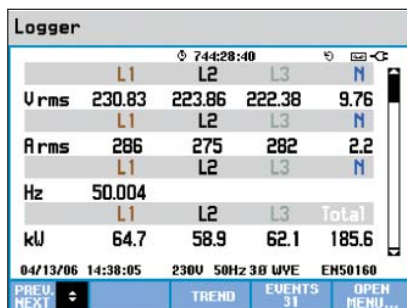 Logger
744:28:40
L1 L2 L3 N
Vrms 230.83 223.86 222.38 9.76
L1 L2 L3 N
Arms 286 275 282 2.2
L1 L2 L3 N
Hz 50.004
L1 L2 L3 Total
kW 64.7 58.9 62.1 185.6
04/13/06 14:38:05 230V 50Hz 3Ø WYE EN50160
PREV. NEXT TREND EVENTS 31 OPEN MENU...